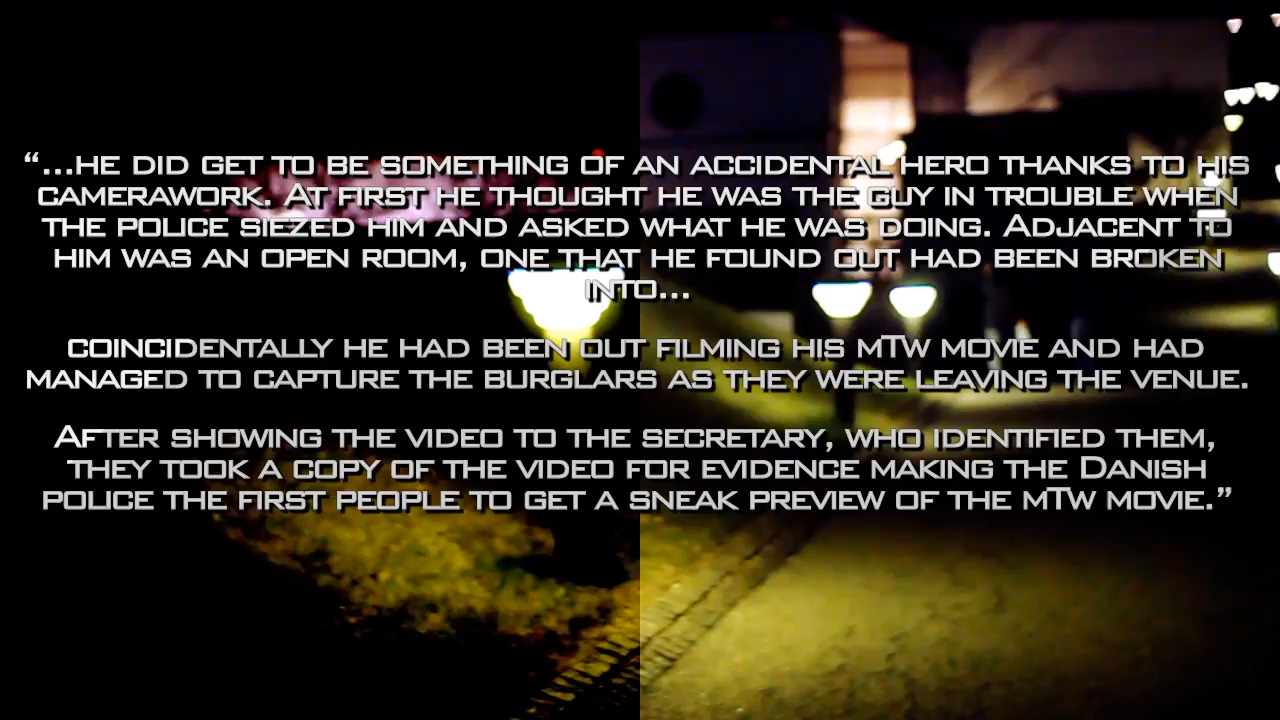 “...HE DID GET TO BE SOMETHING OF AN ACCIDENTAL HERO THANKS TO HIS
CAMERAWORK. AT FIRST HE THOUGHT HE WAS THE GUY IN TROUBLE WHEN
THE POLICE SIEZED HIM AND ASKED WHAT HE WAS DOING. ADJACENT TO
HIM WAS AN OPEN ROOM, ONE THAT HE FOUND OUT HAD BEEN BROKEN
INTO...
COINCIDENTALLY HE HAD BEEN OUT FILMING HIS mTw MOVIE AND HAD
MANAGED TO CAPTURE THE BURGLARS AS THEY WERE LEAVING THE VENUE.
AFTER SHOWING THE VIDEO TO THE SECRETARY, WHO IDENTIFIED THEM,
THEY TOOK A COPY OF THE VIDEO FOR EVIDENCE MAKING THE DANISH
POLICE THE FIRST PEOPLE TO GET A SNEAK PREVIEW OF THE mTw MOVIE.”